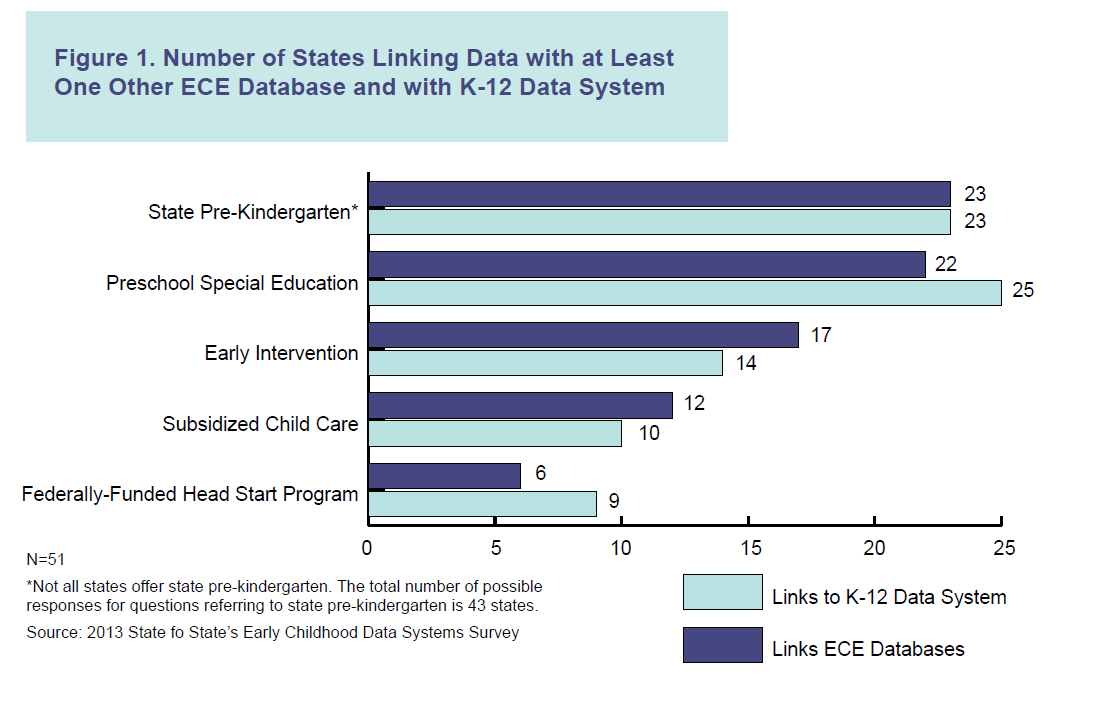 Figure 1. Number of States Linking Data with at Least
One Other ECE Database and with K-12 Data System
State Pre-Kindergarten*
23
23
Preschool Special Education
22
25
Early Intervention
17
14
Subsidized Child Care
12
10
Federally-Funded Head Start Program
6
9
0 5 10 15 20 25
N=51
*Not all states offer state pre-kindergarten. The total number of possible
responses for questions referring to state pre-kindergarten is 43 states.
Source: 2013 State fo State's Early Childhood Data Systems Survey
Links to K-12 Data System
Links ECE Databases